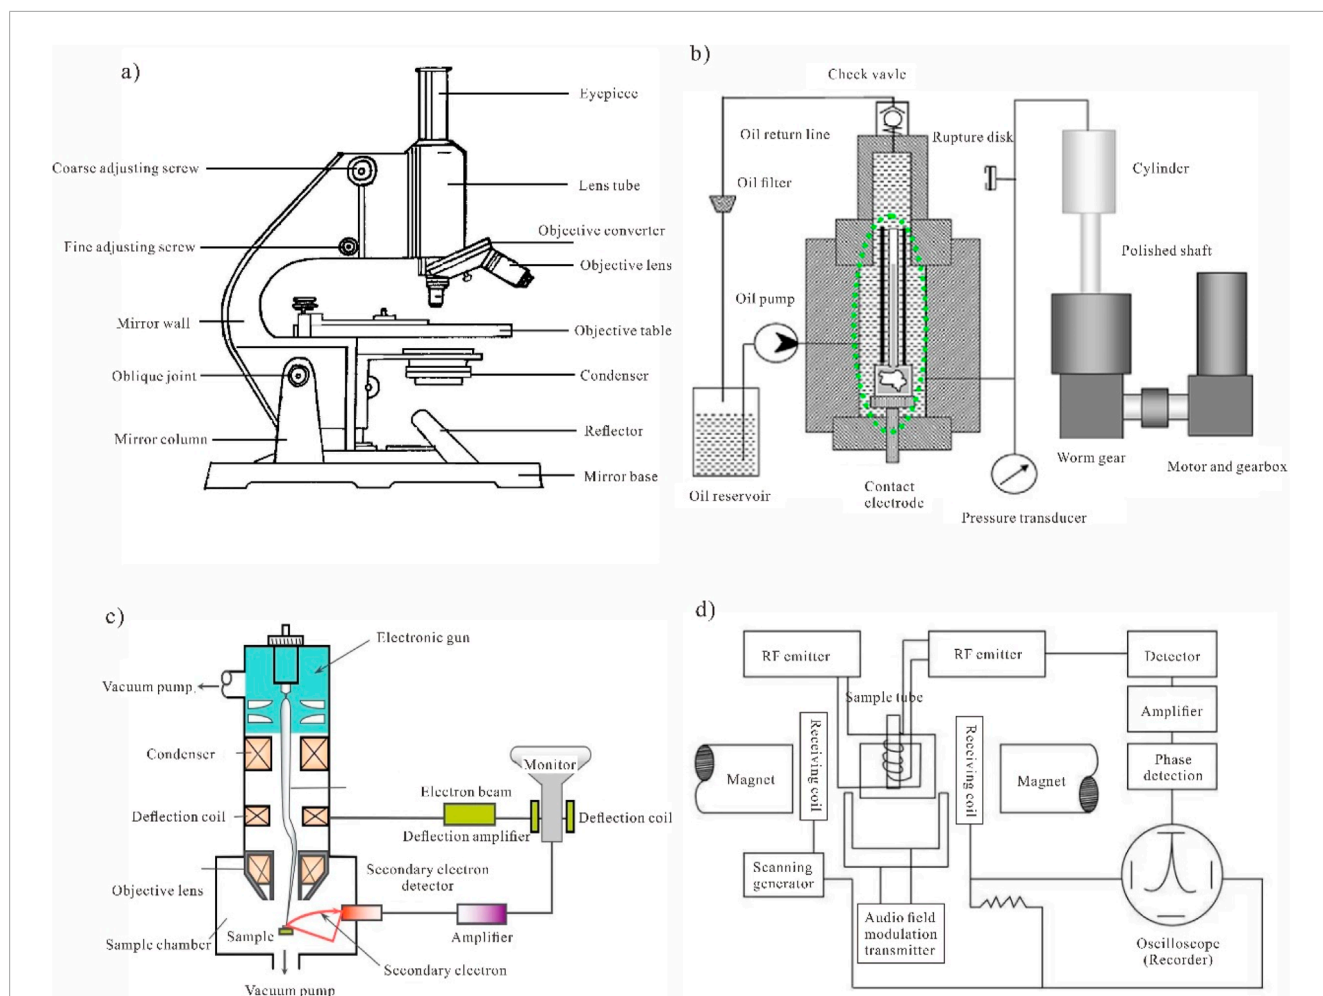 a)
Eyepiece
Coarse adjusting screw
Lens tube
Objective converter
Fine adjusting screw
Objective lens
Mirror wall
Objective table
Oblique joint
Condenser
Mirror column
Reflector
Mirror base
b)
Check vavle
Oil return line
Rupture disk
Oil filter
Cylinder
Polished shaft
Oil pump
Worm gear
Motor and gearbox
Oil reservoir
Contact
electrode
Pressure transducer
c)
Electronic gun
Vacuum pump
Condenser
Monitor
Electron beam
Deflection coil
Deflection amplifier
Deflection coil
Secondary electron
detector
Objective lens
Sample chamber
Sample
Amplifier
Secondary electron
Vacuum pump
d)
RF emitter
RF emitter
Detector
Sample tube
Amplifier
Receiving coil
Receiving coil
Magnet
Magnet
Phase
detection
Scanning
generator
Audio field
modulation
transmitter
Oscilloscope
(Recorder)